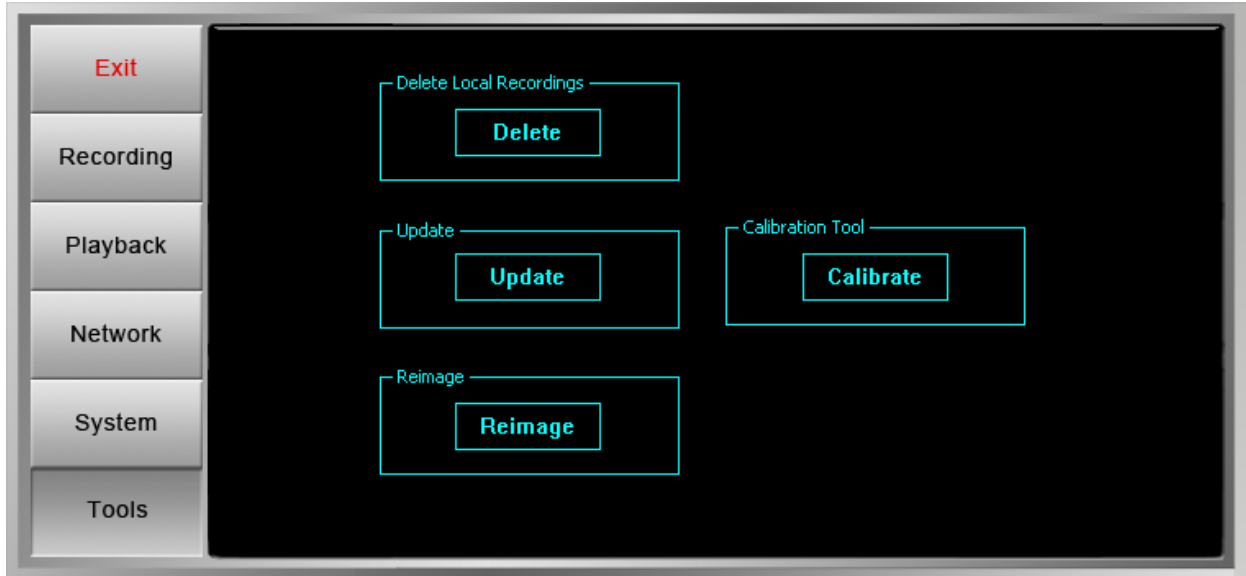 Exit
Recording
Playback
Network
System
Tools
Delete Local Recordings
Delete
Update
Update
Calibration Tool
Calibrate
Reimage
Reimage